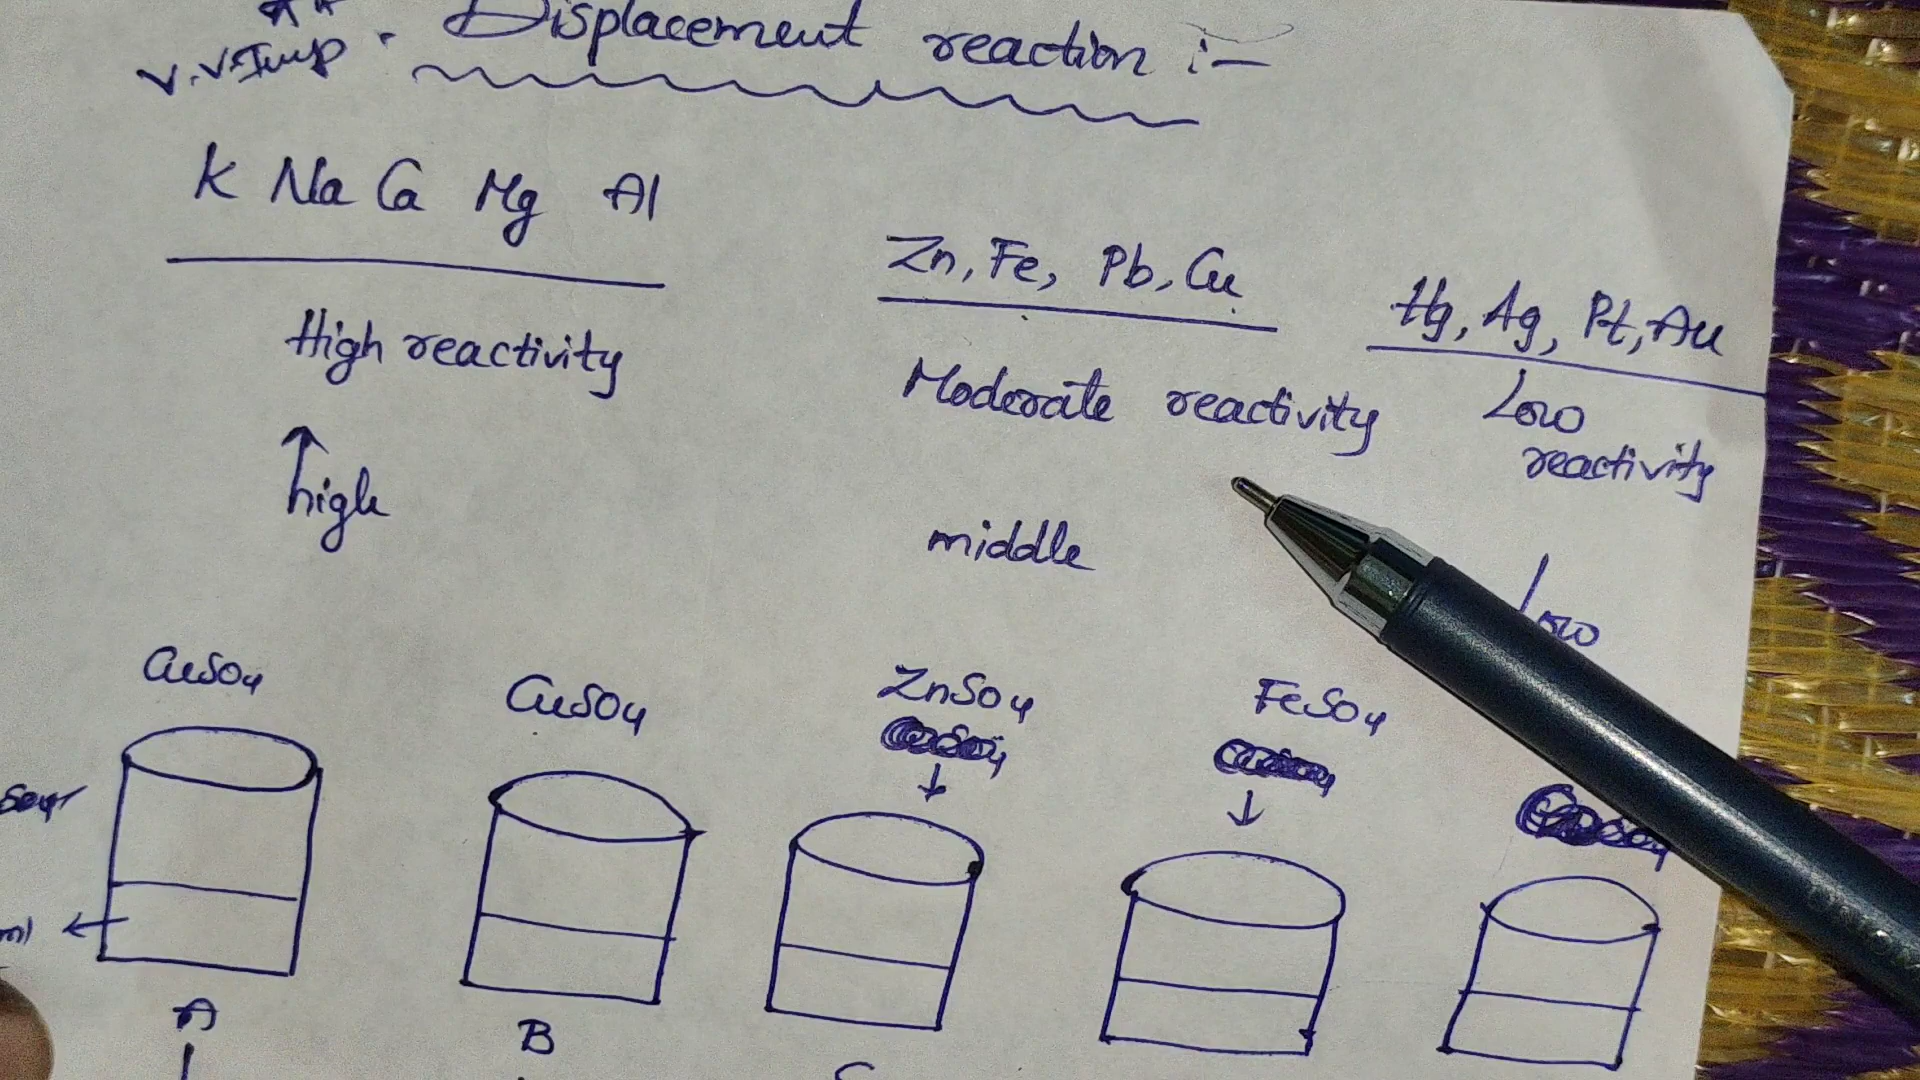 V.V.Imp . Displacement reaction :-
K Na Ca Mg Al
Zn, Fe, Pb, Cu
Hg, Ag, Pt, Au
High reactivity
Moderate reactivity
Low
reactivity
high
middle
low
CuSO4
CuSO4
ZnSO4
FeSO4
A
B
C